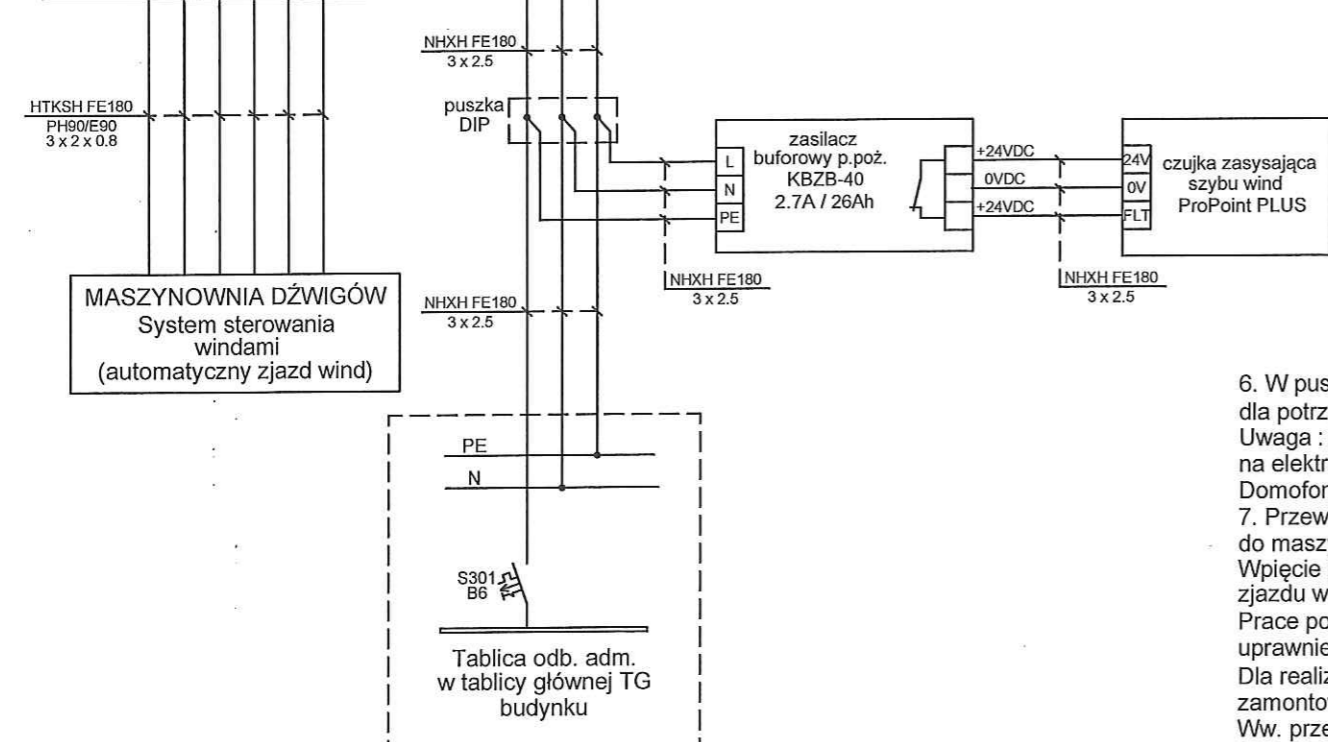 NHXH FE180
3 x 2.5
HTKSH FE180
PH90/E90
3 x 2 x 0.8
puszka
DIP
L
N
PE
zasilacz
buforowy p.poż.
KBZB-40
2.7A / 26Ah
+24VDC
0VDC
+24VDC
24V
0V
FLT
czujka zasysająca
szybu wind
ProPoint PLUS
NHXH FE180
3 x 2.5
NHXH FE180
3 x 2.5
MASZYNOWNIA DŹWIGÓW
System sterowania
windami
(automatyczny zjazd wind)
NHXH FE180
3 x 2.5
PE
N
S301
B6
Tablica odb. adm.
w tablicy głównej TG
budynku
6. W pus
dla potrz
Uwaga :
na elektr
Domofor
7. Przew
do masz
Wpięcie
zjazdu w
Prace po
uprawnie
Dla realiz
zamonto
Ww. prze